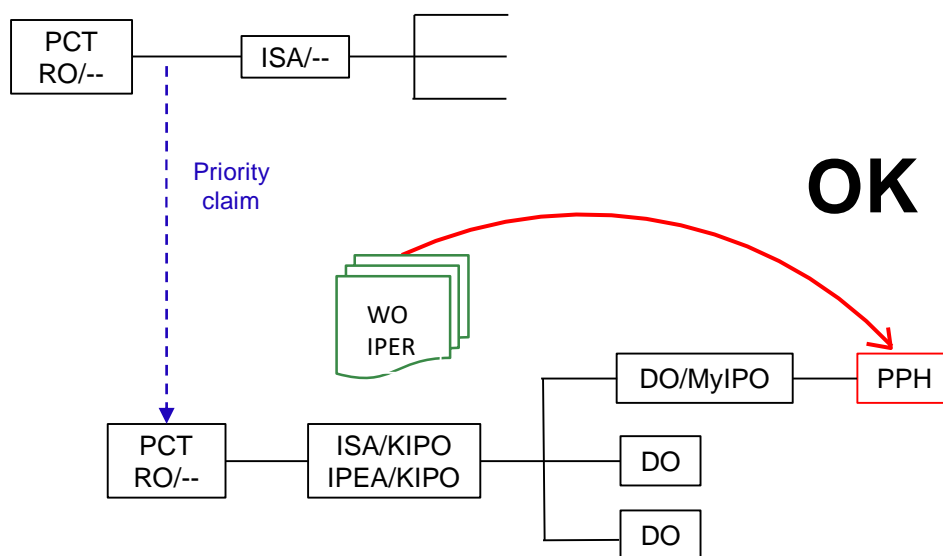 PCT
RO/--
ISA/--
Priority
claim
OK
WO
IPER
DO/MyIPO
PPH
PCT
RO/--
ISA/KIPO
IPEA/KIPO
DO
DO